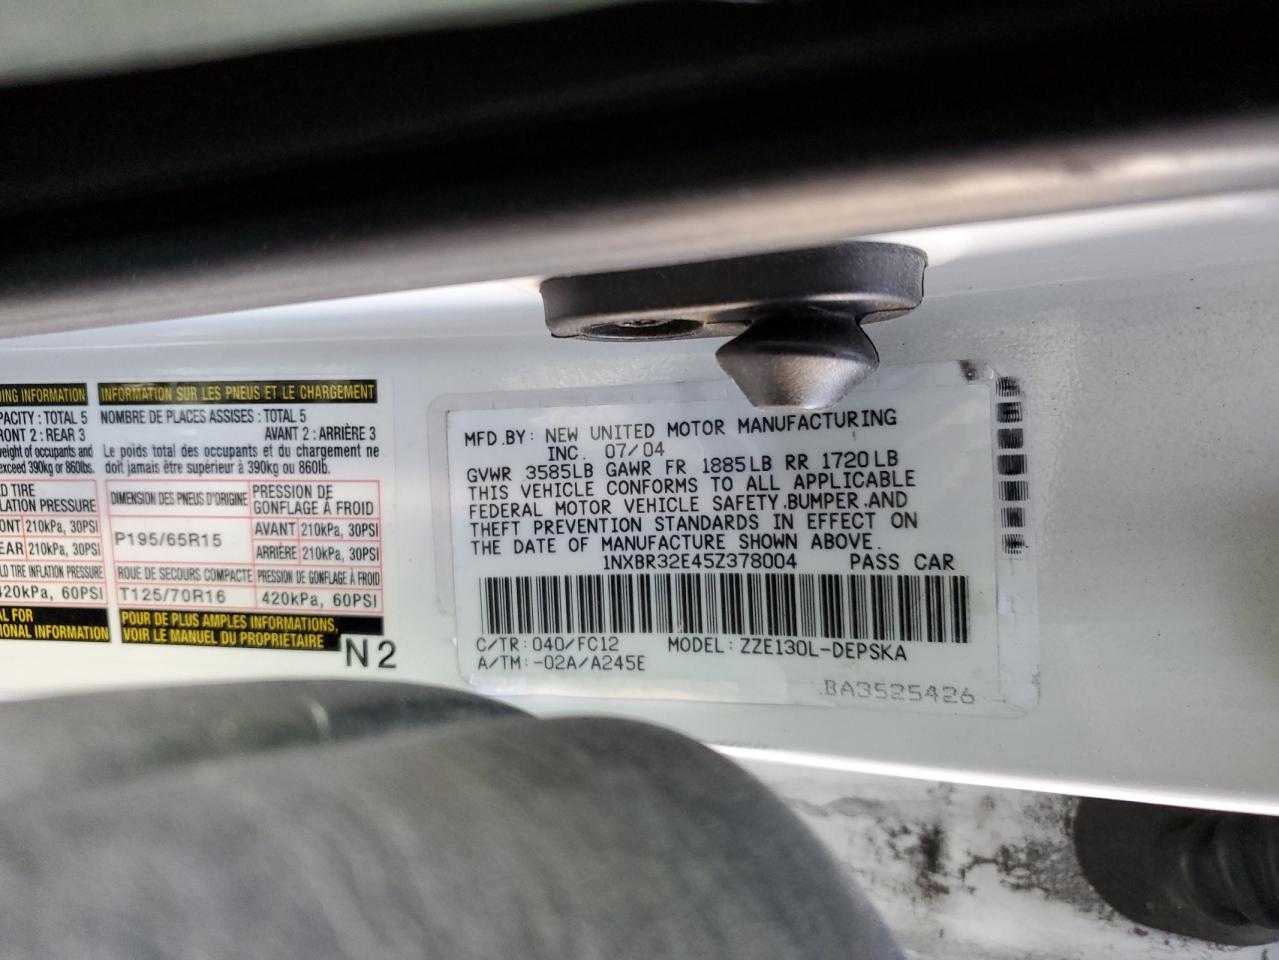 ING INFORMATION
PACITY : TOTAL 5
RONT 2 : REAR 3
weight of occupants and
exceed 390kg or 860lbs.
TIRE
LATION PRESSURE
ONT 210kPa, 30PSI
EAR 210kPa, 30PSI
TIRE INFLATION PRESSURE
420kPa, 60PSI
AL FOR
IONAL INFORMATION
INFORMATION SUR LES PNEUS ET LE CHARGEMENT
NOMBRE DE PLACES ASSISES : TOTAL 5
AVANT 2 : ARRIÈRE 3
Le poids total des occupants et du chargement ne
doit jamais être supérieur à 390kg ou 860lb.
DIMENSION DES PNEUS D'ORIGINE PRESSION DE
GONFLAGE À FROID
P195/65R15 AVANT 210kPa, 30PSI
ARRIÈRE 210kPa, 30PSI
ROUE DE SECOURS COMPACTE PRESSION DE GONFLAGE À FROID
T125/70R16 420kPa, 60PSI
POUR DE PLUS AMPLES INFORMATIONS,
VOIR LE MANUEL DU PROPRIÉTAIRE
N2
MFD.BY: NEW UNITED MOTOR MANUFACTURING
INC. 07/04
GVWR 3585LB GAWR FR 1885LB RR 1720LB
THIS VEHICLE CONFORMS TO ALL APPLICABLE
FEDERAL MOTOR VEHICLE SAFETY,BUMPER,AND
THEFT PREVENTION STANDARDS IN EFFECT ON
THE DATE OF MANUFACTURE SHOWN ABOVE.
1NXBR32E45Z378004 PASS CAR
C/TR: 040/FC12 MODEL: ZZE130L-DEPSKA
A/TM: -02A/A245E
BA3525426